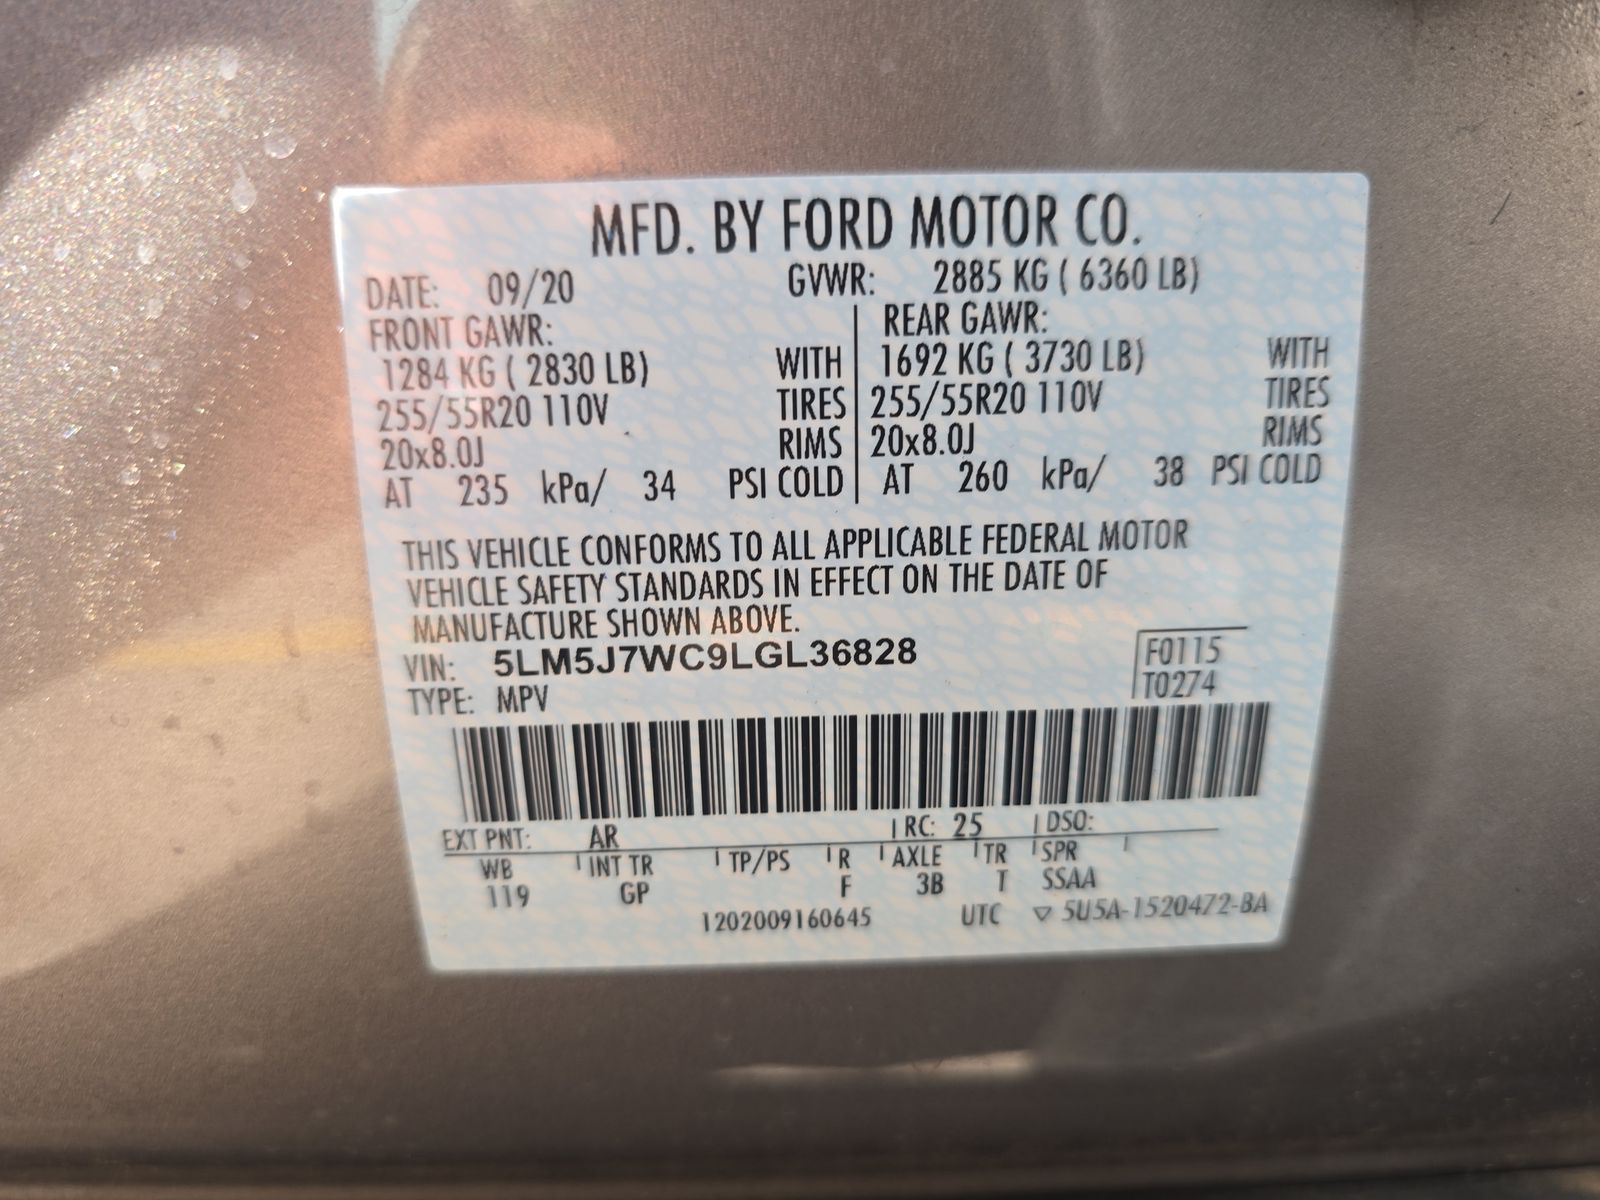 MFD. BY FORD MOTOR CO.
DATE: 09/20 GVWR: 2885 KG ( 6360 LB)
FRONT GAWR: REAR GAWR:
1284 KG ( 2830 LB) WITH 1692 KG ( 3730 LB) WITH
255/55R20 110V TIRES 255/55R20 110V TIRES
20x8.0J RIMS 20x8.0J RIMS
AT 235 kPa/ 34 PSI COLD AT 260 kPa/ 38 PSI COLD
THIS VEHICLE CONFORMS TO ALL APPLICABLE FEDERAL MOTOR
VEHICLE SAFETY STANDARDS IN EFFECT ON THE DATE OF
MANUFACTURE SHOWN ABOVE.
VIN: 5LM5J7WC9LGL36828 F0115
TYPE: MPV T0274
EXT PNT: AR RC: 25 DSO:
WB INT TR TP/PS R AXLE TR SPR
119 GP F 3B T SSAA
1202009160645 UTC ▽ 5U5A-1520472-BA